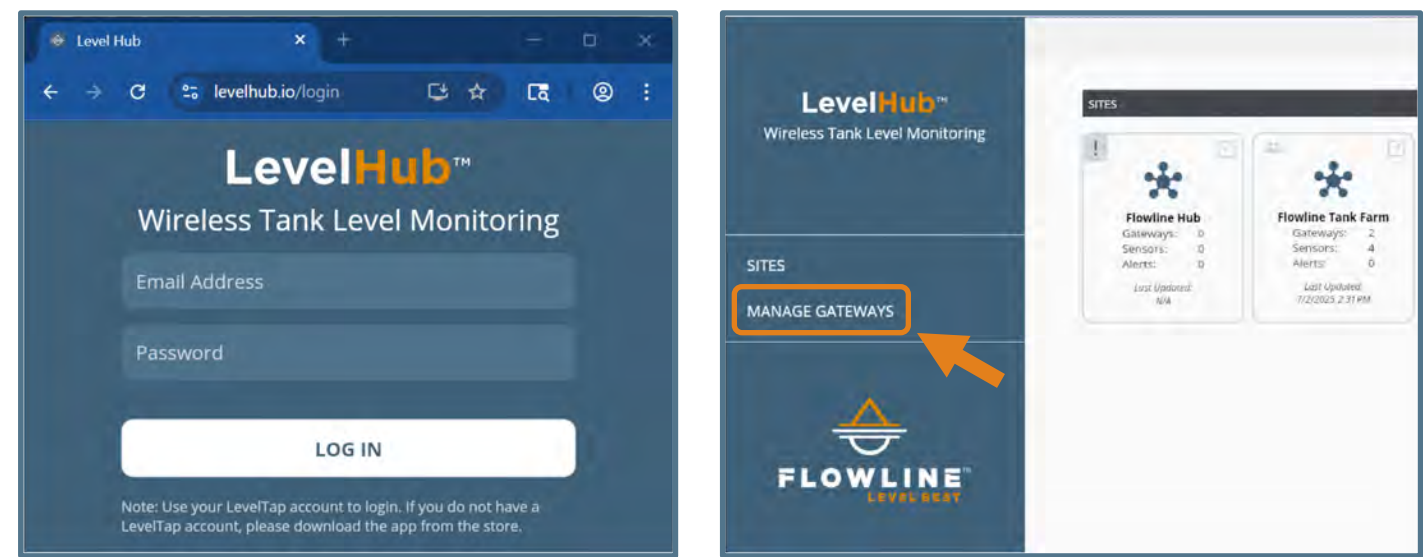 Level Hub
levelhub.io/login
LevelHub™
Wireless Tank Level Monitoring
Email Address
Password
LOG IN
Note: Use your LevelTap account to login. If you do not have a
LevelTap account, please download the app from the store.
LevelHub™
Wireless Tank Level Monitoring
SITES
MANAGE GATEWAYS
FLOWLINE™
LEVEL BEST
SITES
!
Flowline Hub
Gateways: 0
Sensors: 0
Alerts: 0
Last Updated:
N/A
Flowline Tank Farm
Gateways: 2
Sensors: 4
Alerts: 0
Last Updated:
7/2/2025 2:31 PM